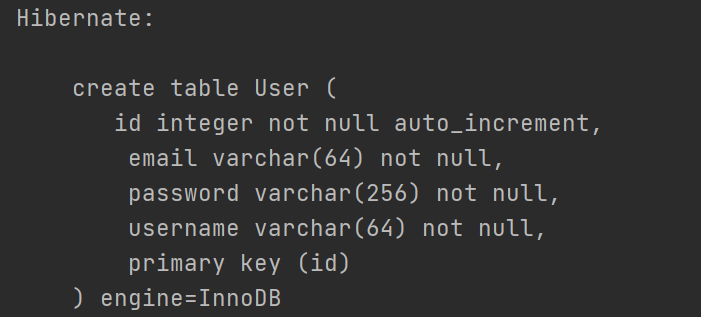 Hibernate:
create table User (
id integer not null auto_increment,
email varchar(64) not null,
password varchar(256) not null,
username varchar(64) not null,
primary key (id)
) engine=InnoDB